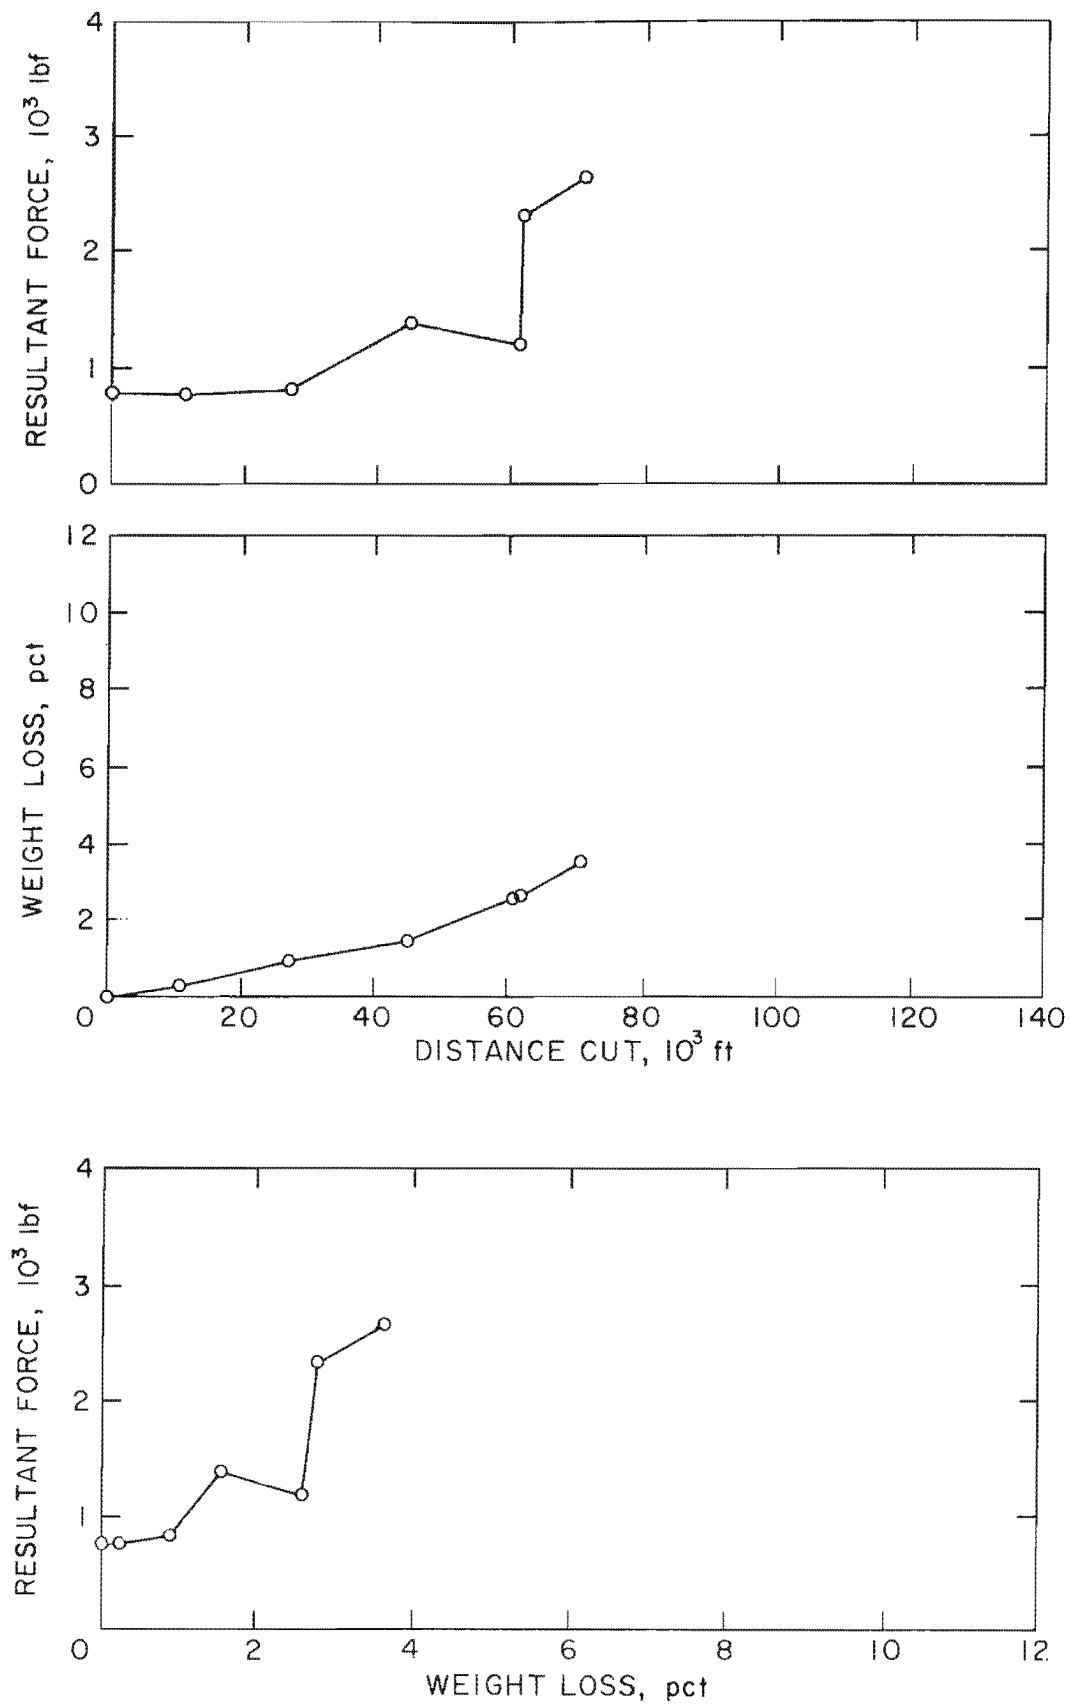 RESULTANT FORCE, 10³ lbf
4
3
2
1
0
WEIGHT LOSS, pct
12
10
8
6
4
2
0 20 40 60 80 100 120 140
DISTANCE CUT, 10³ ft
RESULTANT FORCE, 10³ lbf
4
3
2
1
0 2 4 6 8 10 12
WEIGHT LOSS, pct